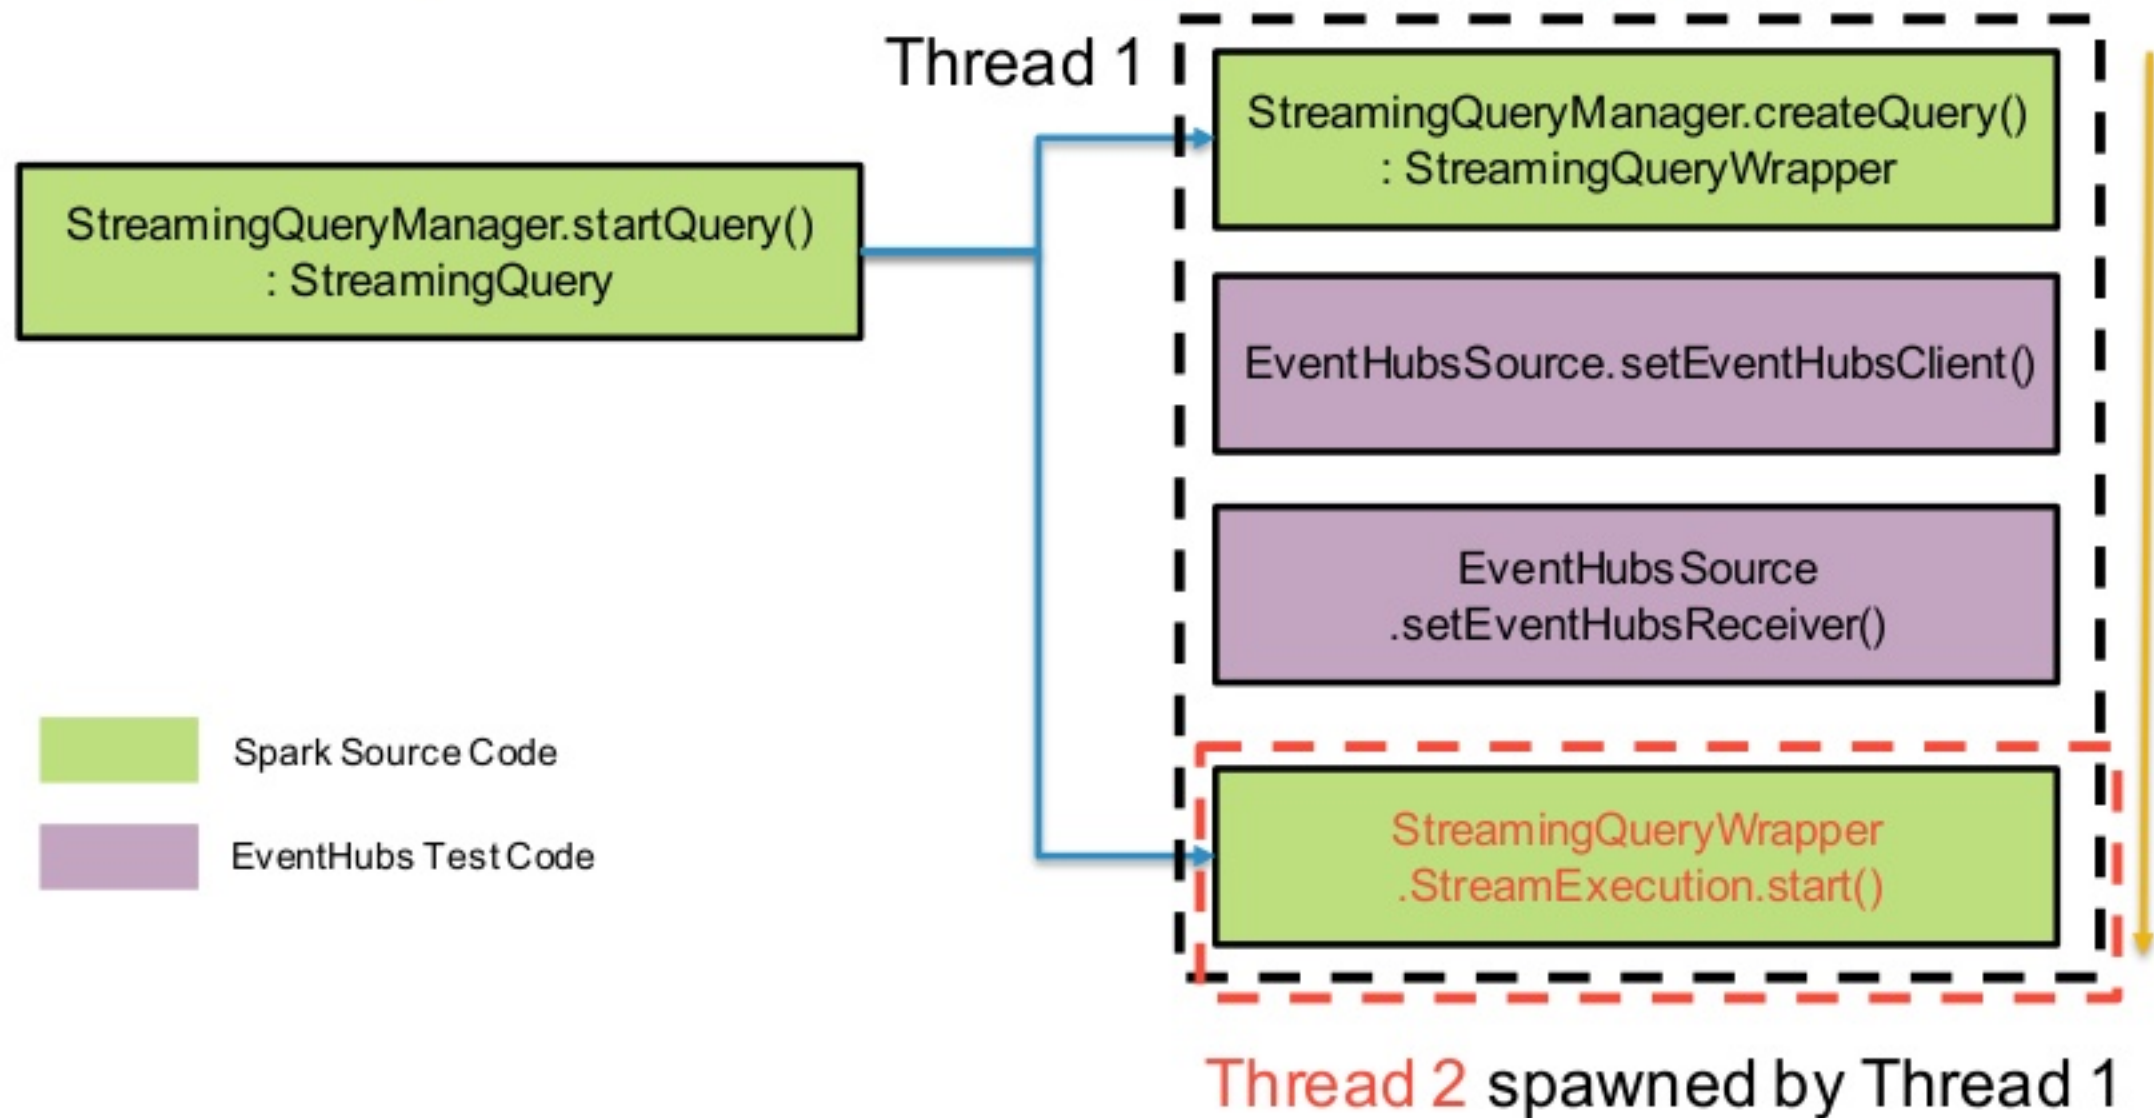 Thread 1
StreamingQueryManager.createQuery()
: StreamingQueryWrapper
StreamingQueryManager.startQuery()
: StreamingQuery
EventHubsSource.setEventHubsClient()
EventHubsSource
.setEventHubsReceiver()
Spark Source Code
EventHubs Test Code
StreamingQueryWrapper
.StreamExecution.start()
Thread 2 spawned by Thread 1